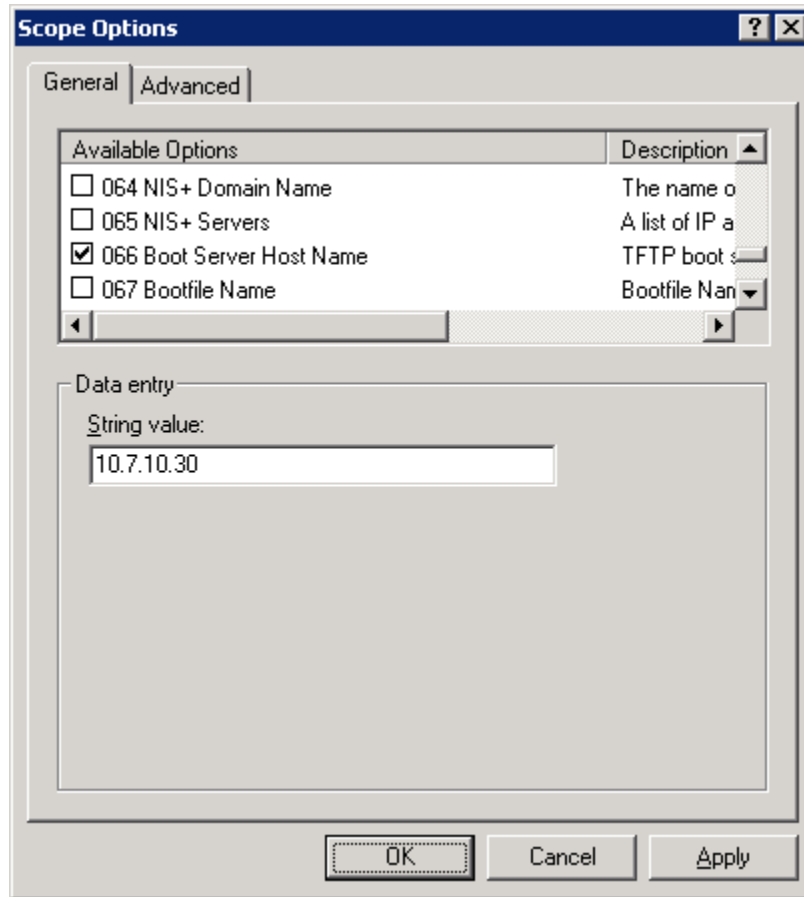 Scope Options
General Advanced
Available Options Description
064 NIS+ Domain Name The name o
065 NIS+ Servers A list of IP a
066 Boot Server Host Name TFTP boot s
067 Bootfile Name Bootfile Nan
Data entry
String value:
10.7.10.30
OK Cancel Apply